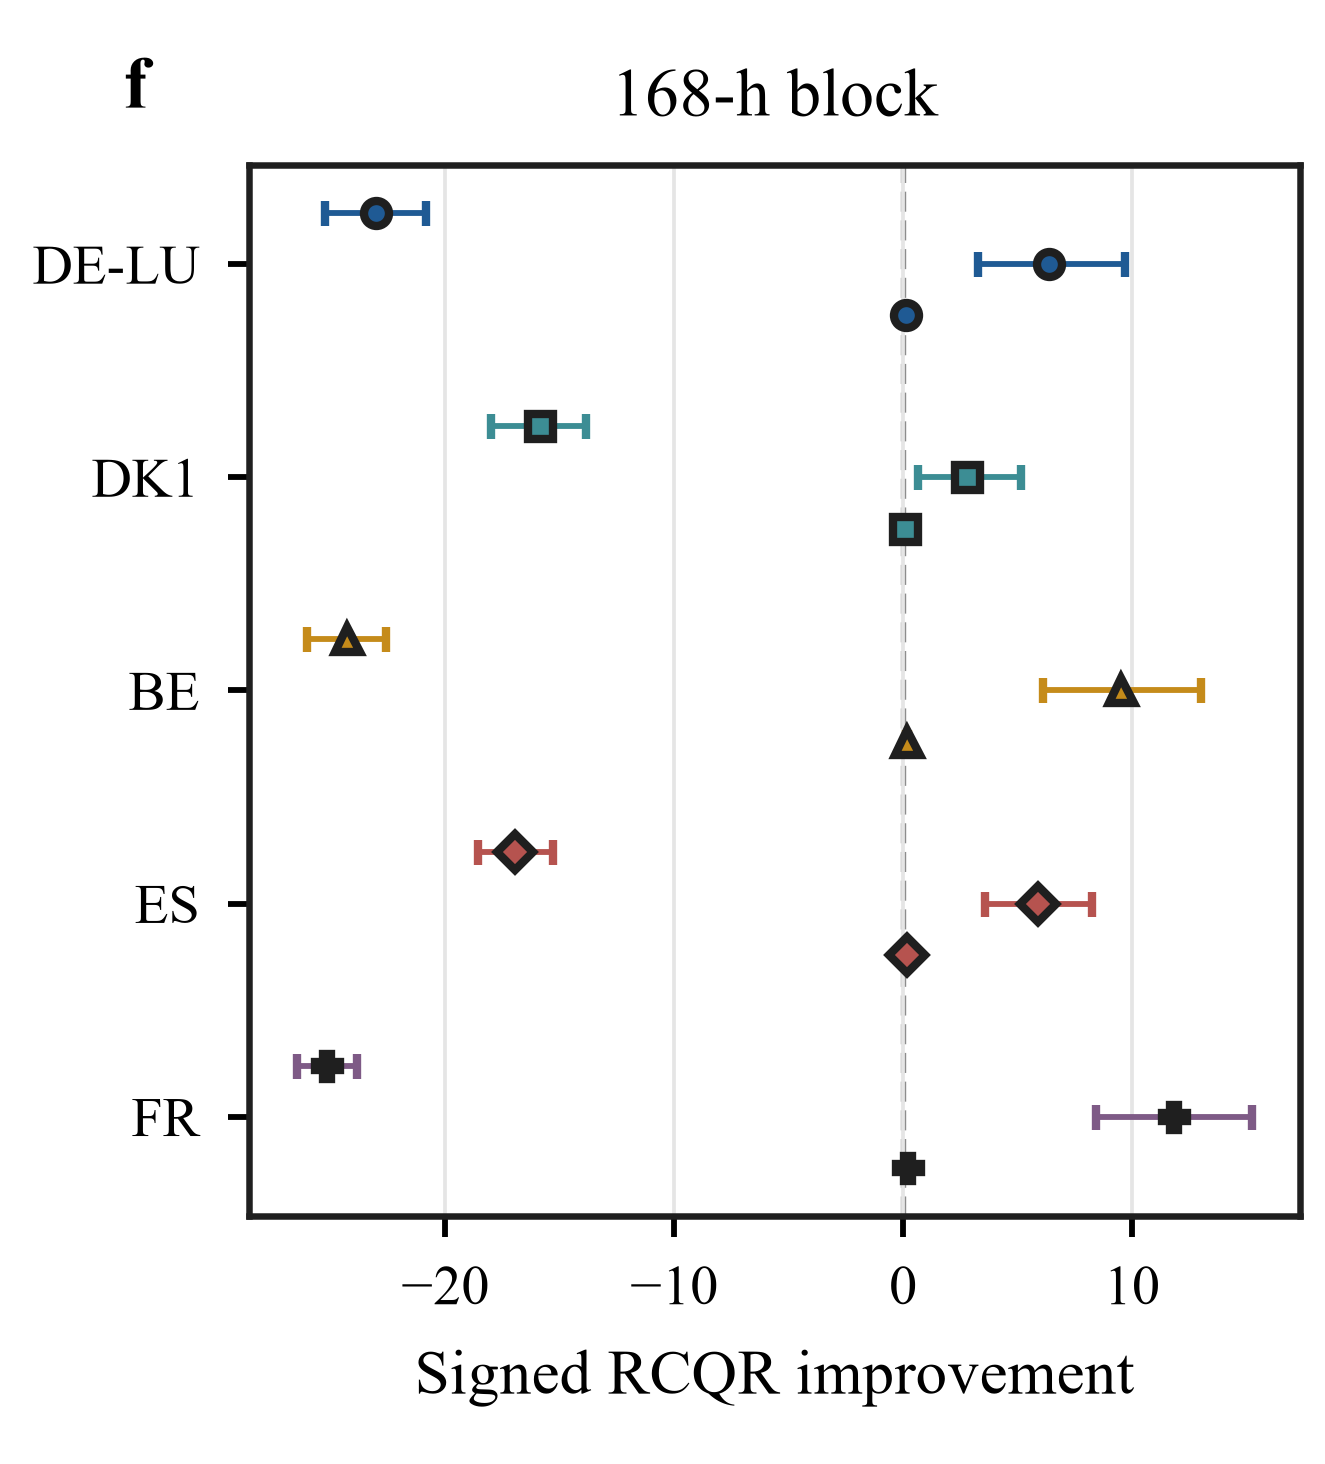 f
168-h block
DE-LU
DK1
BE
ES
FR
−20 −10 0 10
Signed RCQR improvement